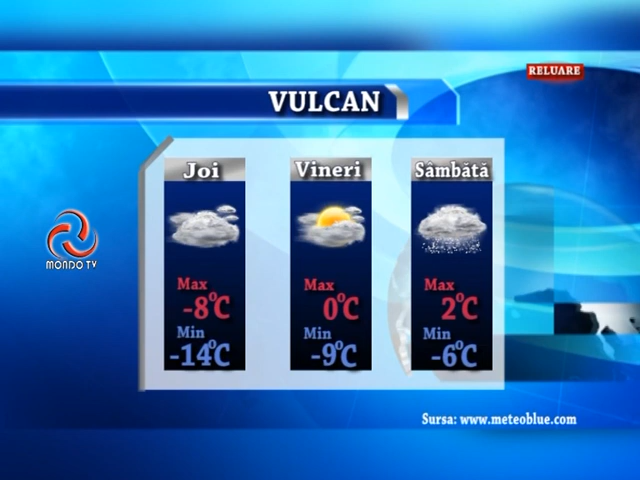 RELUARE
VULCAN
Joi
Vineri
Sâmbătă
MONDO TV
Max
-8°C
Min
-14°C
Max
0°C
Min
-9°C
Max
2°C
Min
-6°C
Sursa: www.meteoblue.com